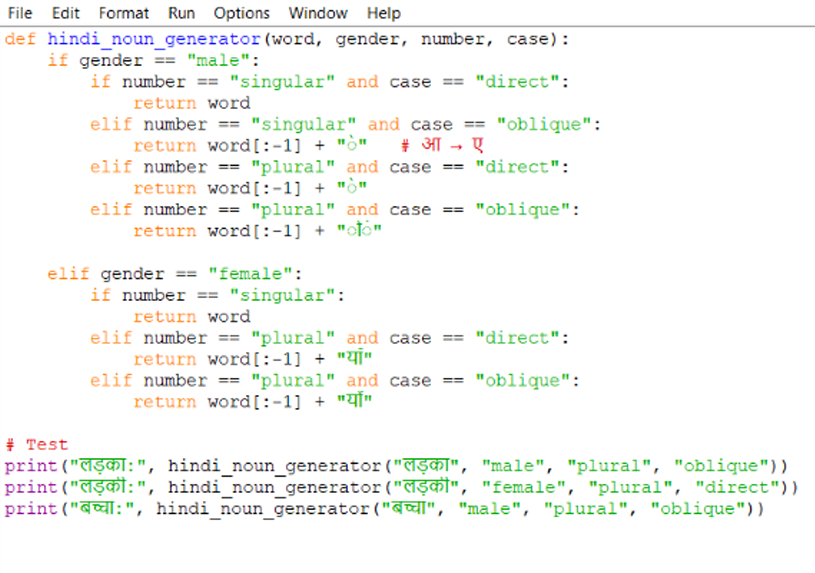 File Edit Format Run Options Window Help
def hindi_noun_generator(word, gender, number, case):
    if gender == "male":
        if number == "singular" and case == "direct":
            return word
        elif number == "singular" and case == "oblique":
            return word[:-1] + "े"   # आ → ए
        elif number == "plural" and case == "direct":
            return word[:-1] + "े"
        elif number == "plural" and case == "oblique":
            return word[:-1] + "ों"
    elif gender == "female":
        if number == "singular":
            return word
        elif number == "plural" and case == "direct":
            return word[:-1] + "यां"
        elif number == "plural" and case == "oblique":
            return word[:-1] + "यों"
# Test
print("लड़का:", hindi_noun_generator("लड़का", "male", "plural", "oblique"))
print("लड़की:", hindi_noun_generator("लड़की", "female", "plural", "direct"))
print("बच्चा:", hindi_noun_generator("बच्चा", "male", "plural", "oblique"))